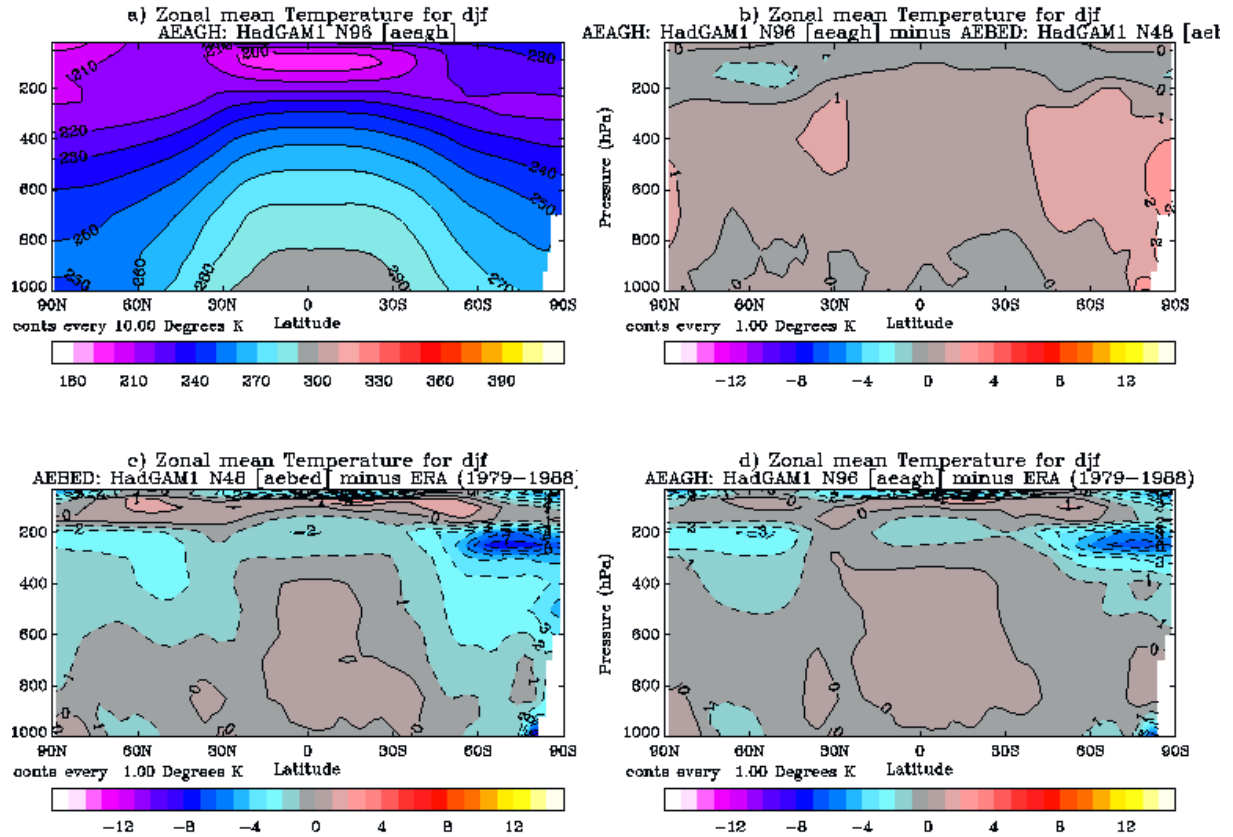 a) Zonal mean Temperature for djf
AEAGH: HadGAM1 N96 [aeagh]
210
200
230
200
220
400
230
240
600
250
260
800
250
260
280
290
270
1000
90N 60N 30N 0 30S 60S 90S
conts every 10.00 Degrees K Latitude
180 210 240 270 300 330 360 390
b) Zonal mean Temperature for djf
AEAGH: HadGAM1 N96 [aeagh] minus AEBED: HadGAM1 N48 [aeb
Pressure (hPa)
200
400
600
800
1000
90N 60N 30N 0 30S 60S 90S
conts every 1.00 Degrees K Latitude
−12 −8 −4 0 4 8 12
c) Zonal mean Temperature for djf
AEBED: HadGAM1 N48 [aebed] minus ERA (1979−1988)
200
400
600
800
1000
90N 60N 30N 0 30S 60S 90S
conts every 1.00 Degrees K Latitude
−12 −8 −4 0 4 8 12
d) Zonal mean Temperature for djf
AEAGH: HadGAM1 N96 [aeagh] minus ERA (1979−1988)
Pressure (hPa)
200
400
600
800
1000
90N 60N 30N 0 30S 60S 90S
conts every 1.00 Degrees K Latitude
−12 −8 −4 0 4 8 12